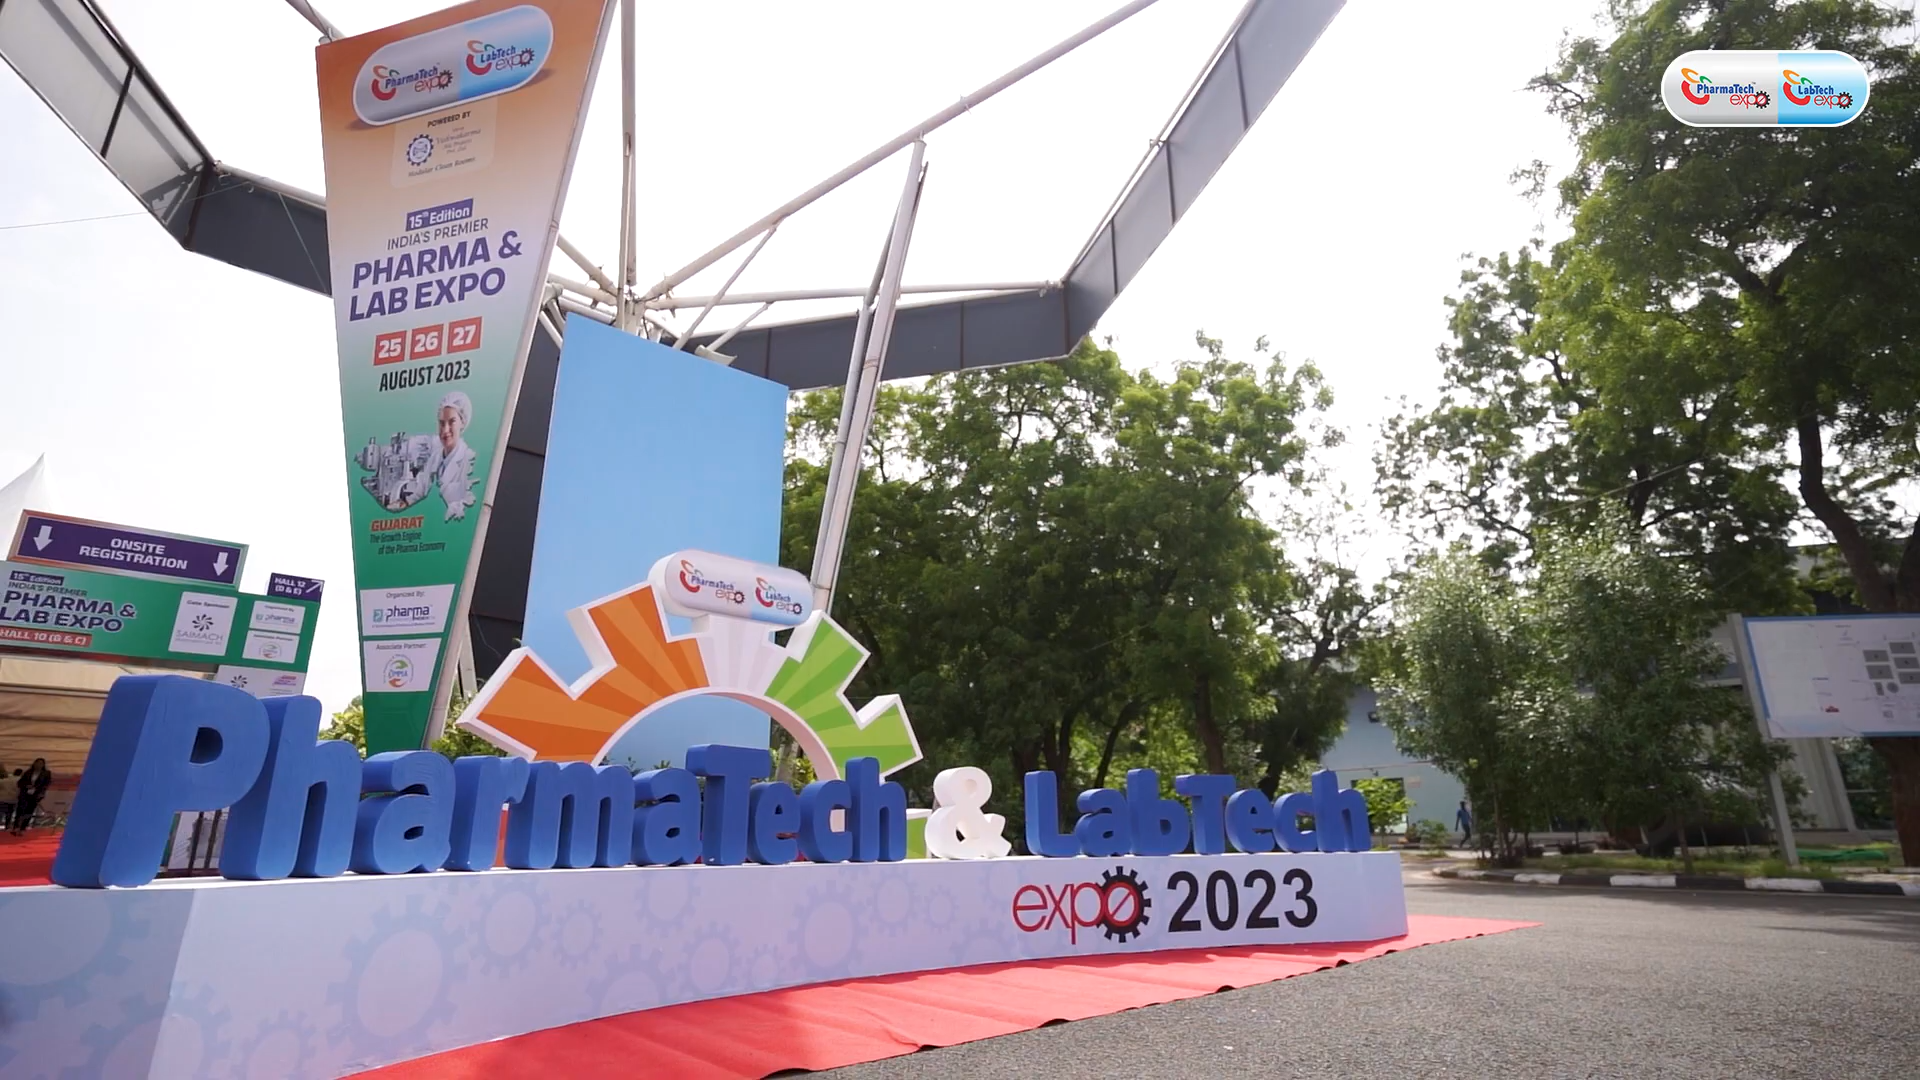 PharmaTech
expo
LabTech
expo
POWERED BY
Modular Clean Rooms
15th Edition
INDIA'S PREMIER
PHARMA &
LAB EXPO
25 26 27
AUGUST 2023
GUJARAT
The Growth Engine
of the Pharma Economy
Organized By:
pharma
Associate Partner:
ONSITE
REGISTRATION
15th Edition
INDIA'S PREMIER
PHARMA &
LAB EXPO
HALL 10 (B & C)
HALL 12
(D & E)
SAIMACH
pharma
PharmaTech
expo
LabTech
expo
PharmaTech & LabTech
expo 2023
PharmaTech
expo
LabTech
expo